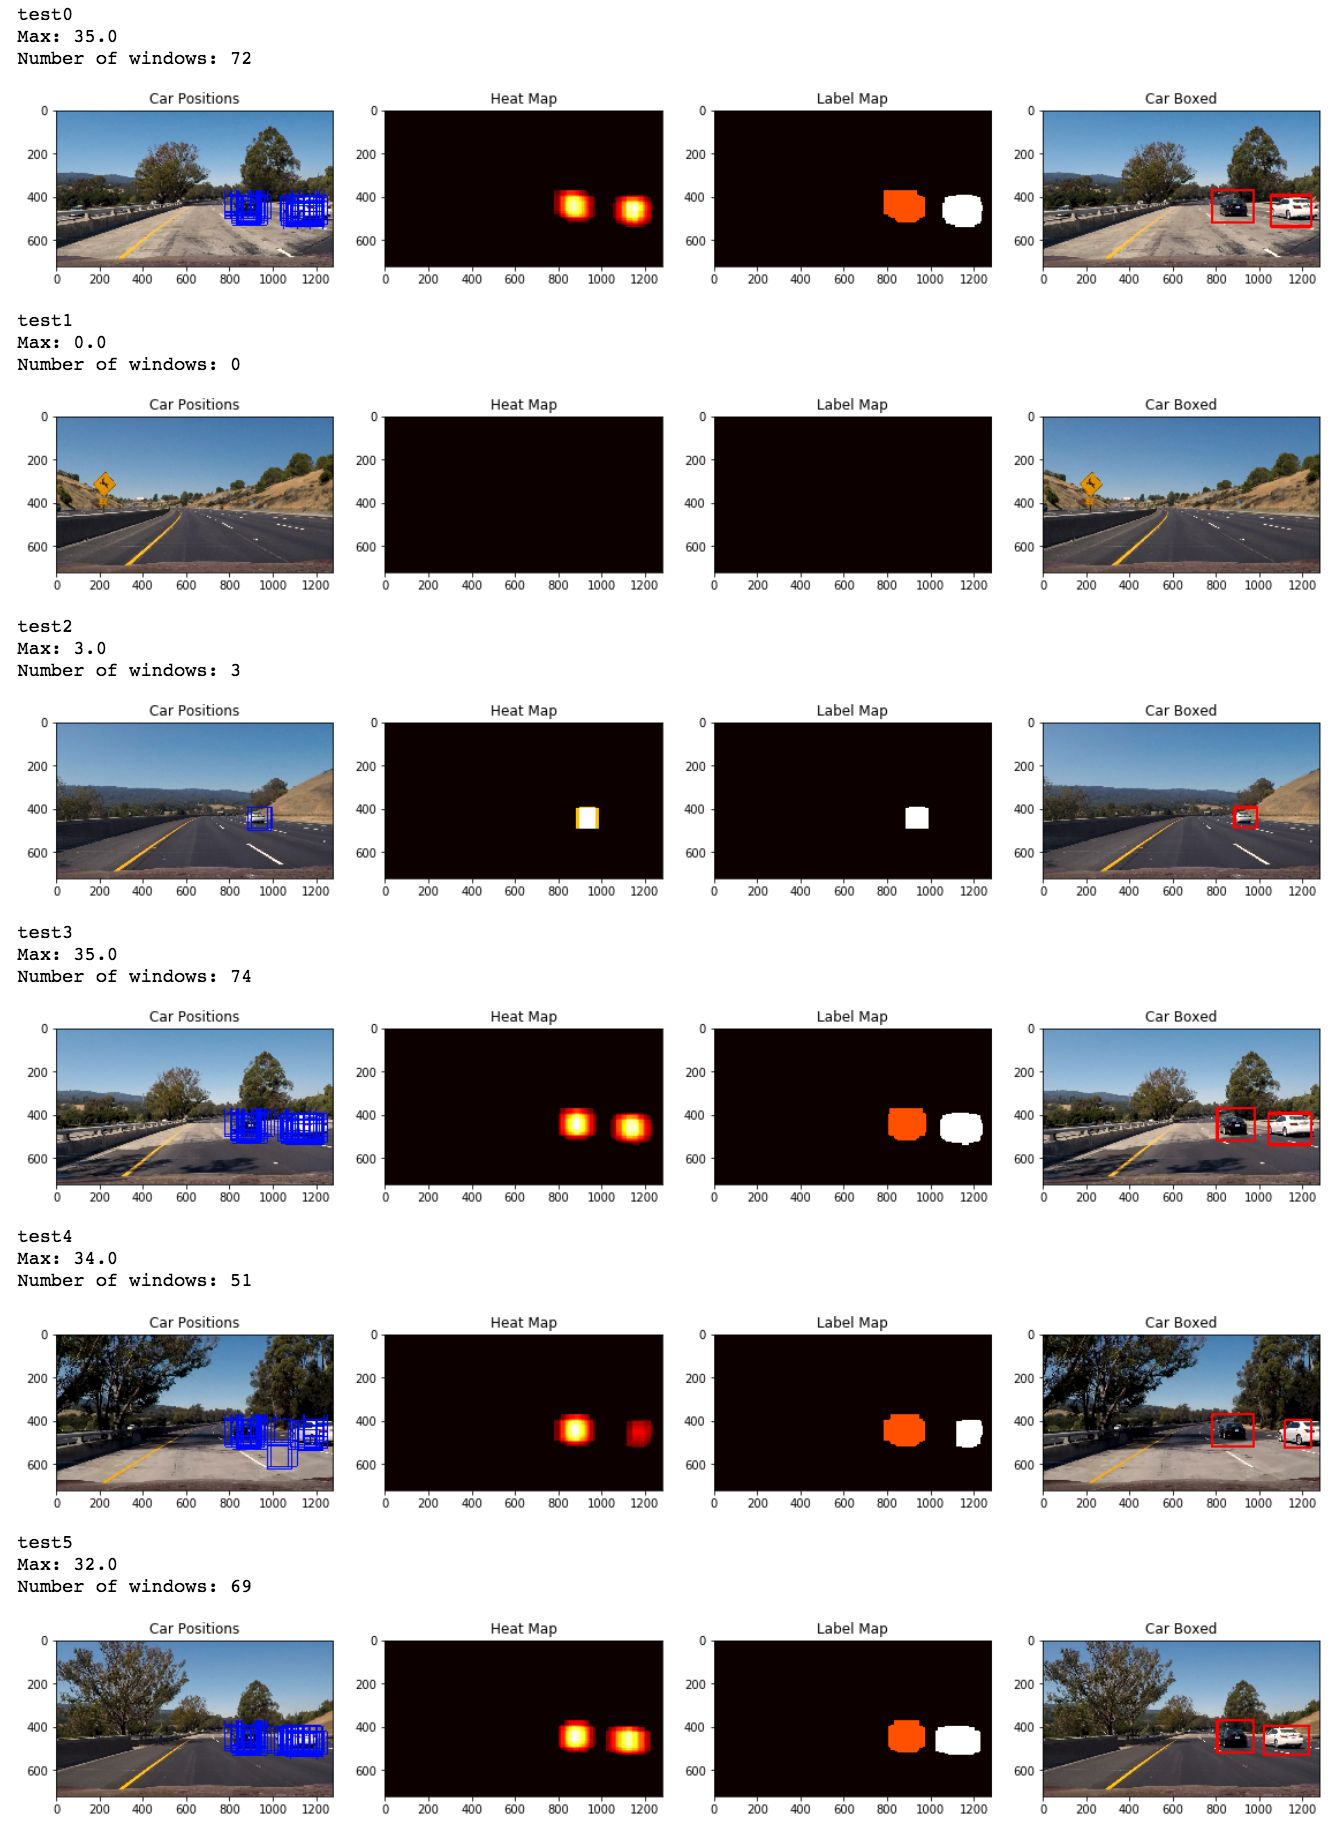 test0
Max: 35.0
Number of windows: 72
Car Positions Heat Map Label Map Car Boxed
0 0 0 0
200 200 200 200
400 400 400 400
600 600 600 600
0 200 400 600 800 1000 1200 0 200 400 600 800 1000 1200 0 200 400 600 800 1000 1200 0 200 400 600 800 1000 1200
test1
Max: 0.0
Number of windows: 0
Car Positions Heat Map Label Map Car Boxed
0 0 0 0
200 200 200 200
400 400 400 400
600 600 600 600
0 200 400 600 800 1000 1200 0 200 400 600 800 1000 1200 0 200 400 600 800 1000 1200 0 200 400 600 800 1000 1200
test2
Max: 3.0
Number of windows: 3
Car Positions Heat Map Label Map Car Boxed
0 0 0 0
200 200 200 200
400 400 400 400
600 600 600 600
0 200 400 600 800 1000 1200 0 200 400 600 800 1000 1200 0 200 400 600 800 1000 1200 0 200 400 600 800 1000 1200
test3
Max: 35.0
Number of windows: 74
Car Positions Heat Map Label Map Car Boxed
0 0 0 0
200 200 200 200
400 400 400 400
600 600 600 600
0 200 400 600 800 1000 1200 0 200 400 600 800 1000 1200 0 200 400 600 800 1000 1200 0 200 400 600 800 1000 1200
test4
Max: 34.0
Number of windows: 51
Car Positions Heat Map Label Map Car Boxed
0 0 0 0
200 200 200 200
400 400 400 400
600 600 600 600
0 200 400 600 800 1000 1200 0 200 400 600 800 1000 1200 0 200 400 600 800 1000 1200 0 200 400 600 800 1000 1200
test5
Max: 32.0
Number of windows: 69
Car Positions Heat Map Label Map Car Boxed
0 0 0 0
200 200 200 200
400 400 400 400
600 600 600 600
0 200 400 600 800 1000 1200 0 200 400 600 800 1000 1200 0 200 400 600 800 1000 1200 0 200 400 600 800 1000 1200